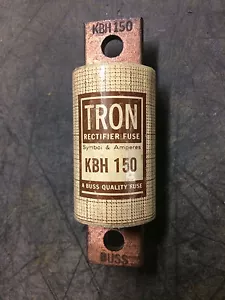 KBH 150
TRON
RECTIFIER FUSE
Symbol & Amperes
KBH 150
A BUSS QUALITY FUSE
BUSS